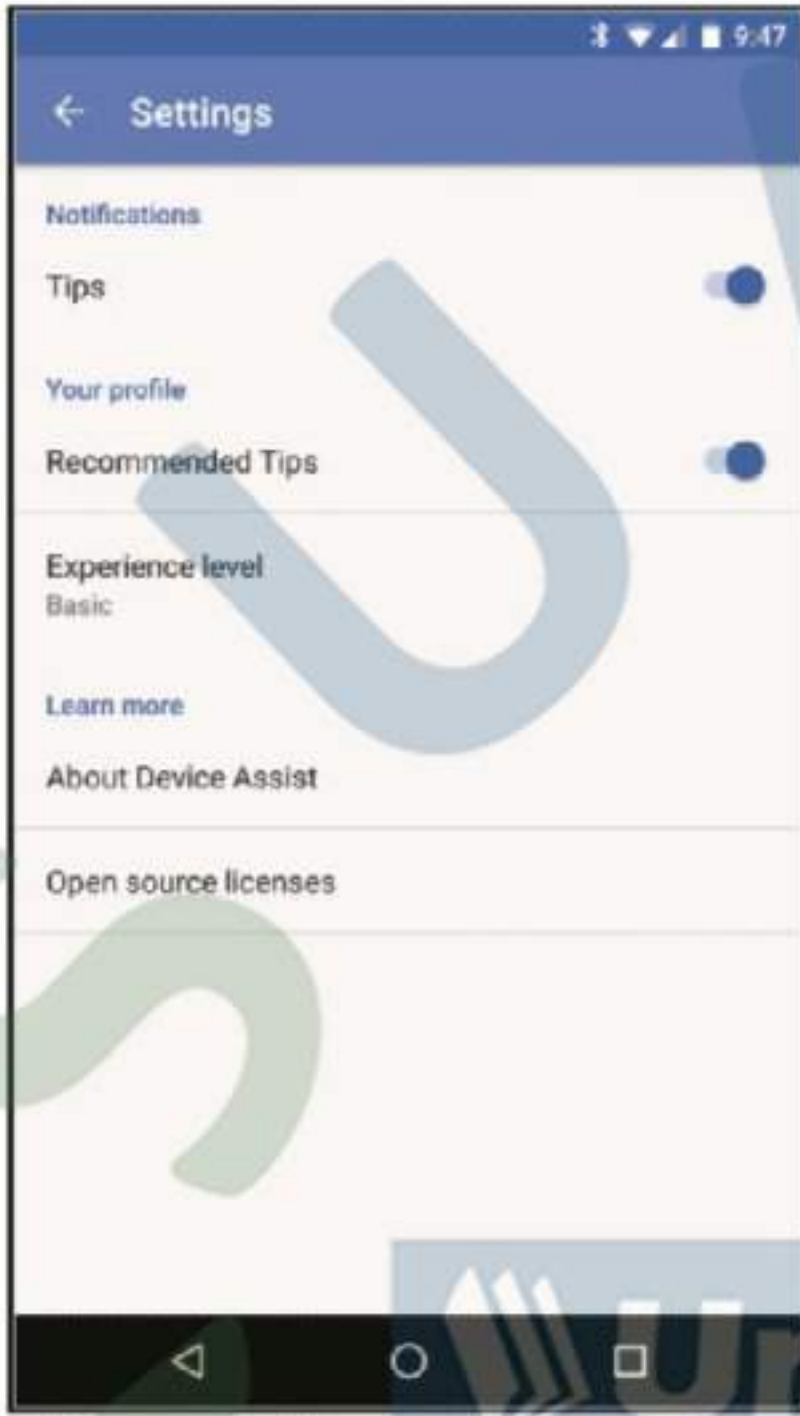 9:47
Settings
Notifications
Tips
Your profile
Recommended Tips
Experience level
Basic
Learn more
About Device Assist
Open source licenses